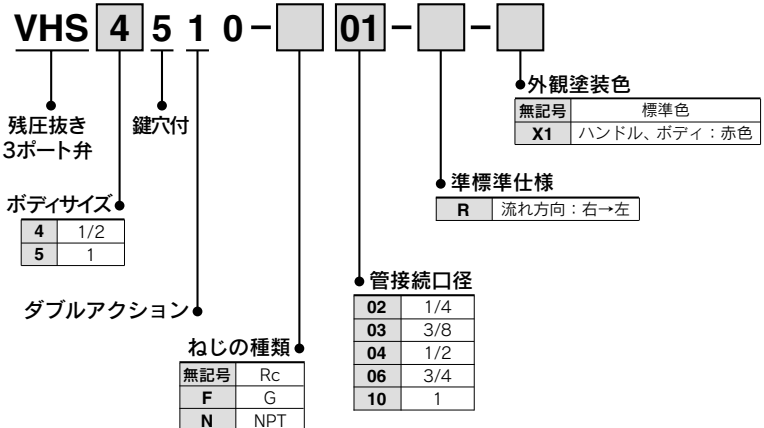 VHS 4 5 1 0 − 01 − −
外観塗装色
無記号 標準色
X1 ハンドル、ボディ：赤色
残圧抜き
3ポート弁
鍵穴付
準標準仕様
R 流れ方向：右→左
ボディサイズ
4 1/2
5 1
管接続口径
02 1/4
03 3/8
04 1/2
06 3/4
10 1
ダブルアクション
ねじの種類
無記号 Rc
F G
N NPT